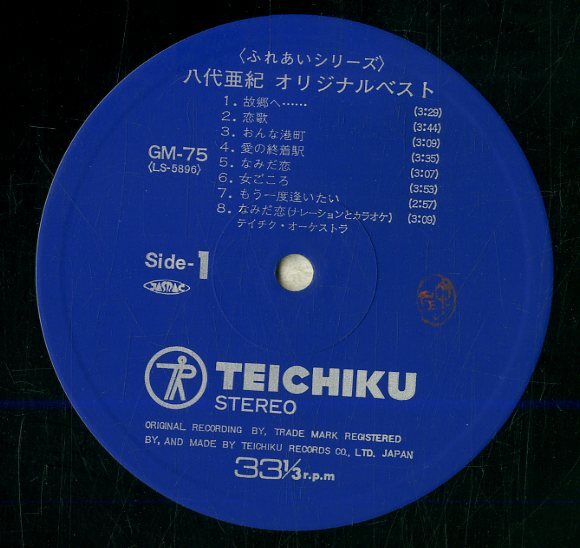 〈ふれあいシリーズ〉
八代亜紀 オリジナルベスト
1. 故郷へ…… (3:29)
2. 恋歌 (3:44)
3. おんな港町 (3:09)
4. 愛の終着駅 (3:35)
5. なみだ恋 (3:07)
6. 女ごころ (3:53)
7. もう一度逢いたい (2:57)
8. なみだ恋(ナレーションとカラオケ) (3:09)
テイチク・オーケストラ
GM-75
(LS-5896)
Side-1
JASRAC
TEICHIKU
STEREO
ORIGINAL RECORDING BY, TRADE MARK REGISTERED
BY, AND MADE BY TEICHIKU RECORDS CO., LTD. JAPAN
33⅓ r.p.m